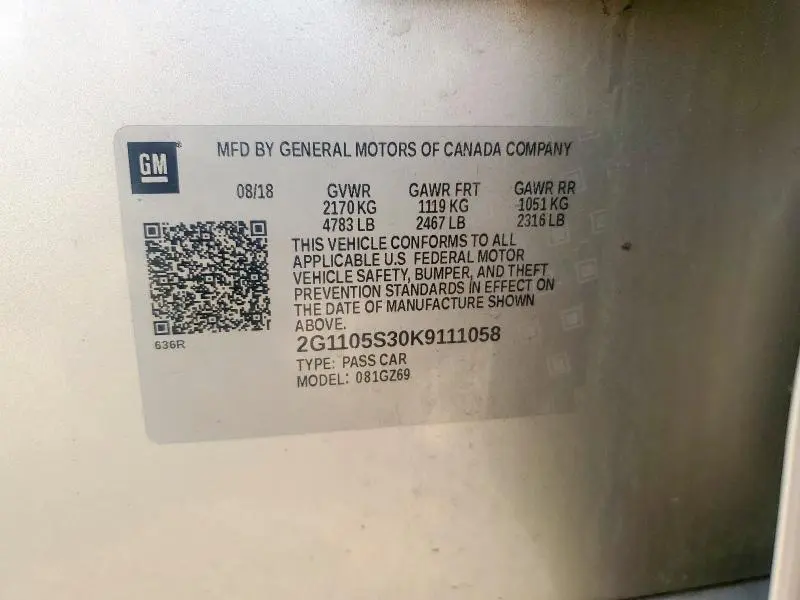 GM
MFD BY GENERAL MOTORS OF CANADA COMPANY
08/18 GVWR GAWR FRT GAWR RR
2170 KG 1119 KG 1051 KG
4783 LB 2467 LB 2316 LB
THIS VEHICLE CONFORMS TO ALL
APPLICABLE U.S FEDERAL MOTOR
VEHICLE SAFETY, BUMPER, AND THEFT
PREVENTION STANDARDS IN EFFECT ON
THE DATE OF MANUFACTURE SHOWN
ABOVE.
636R
2G1105S30K9111058
TYPE: PASS CAR
MODEL: 081GZ69